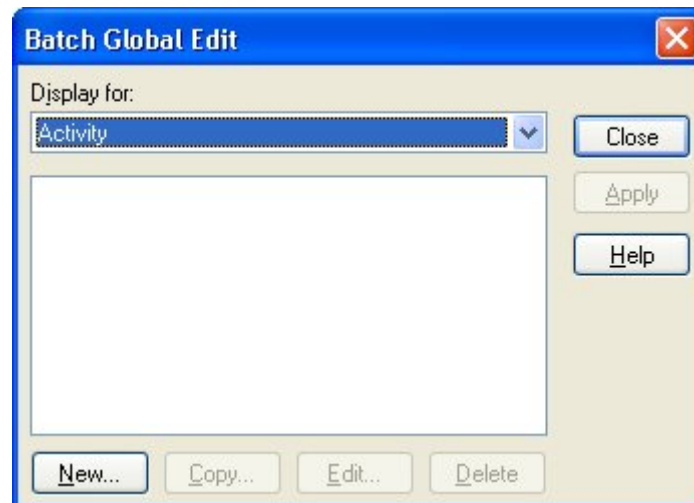 Batch Global Edit
Display for:
Activity
Close
Apply
Help
New... Copy... Edit... Delete